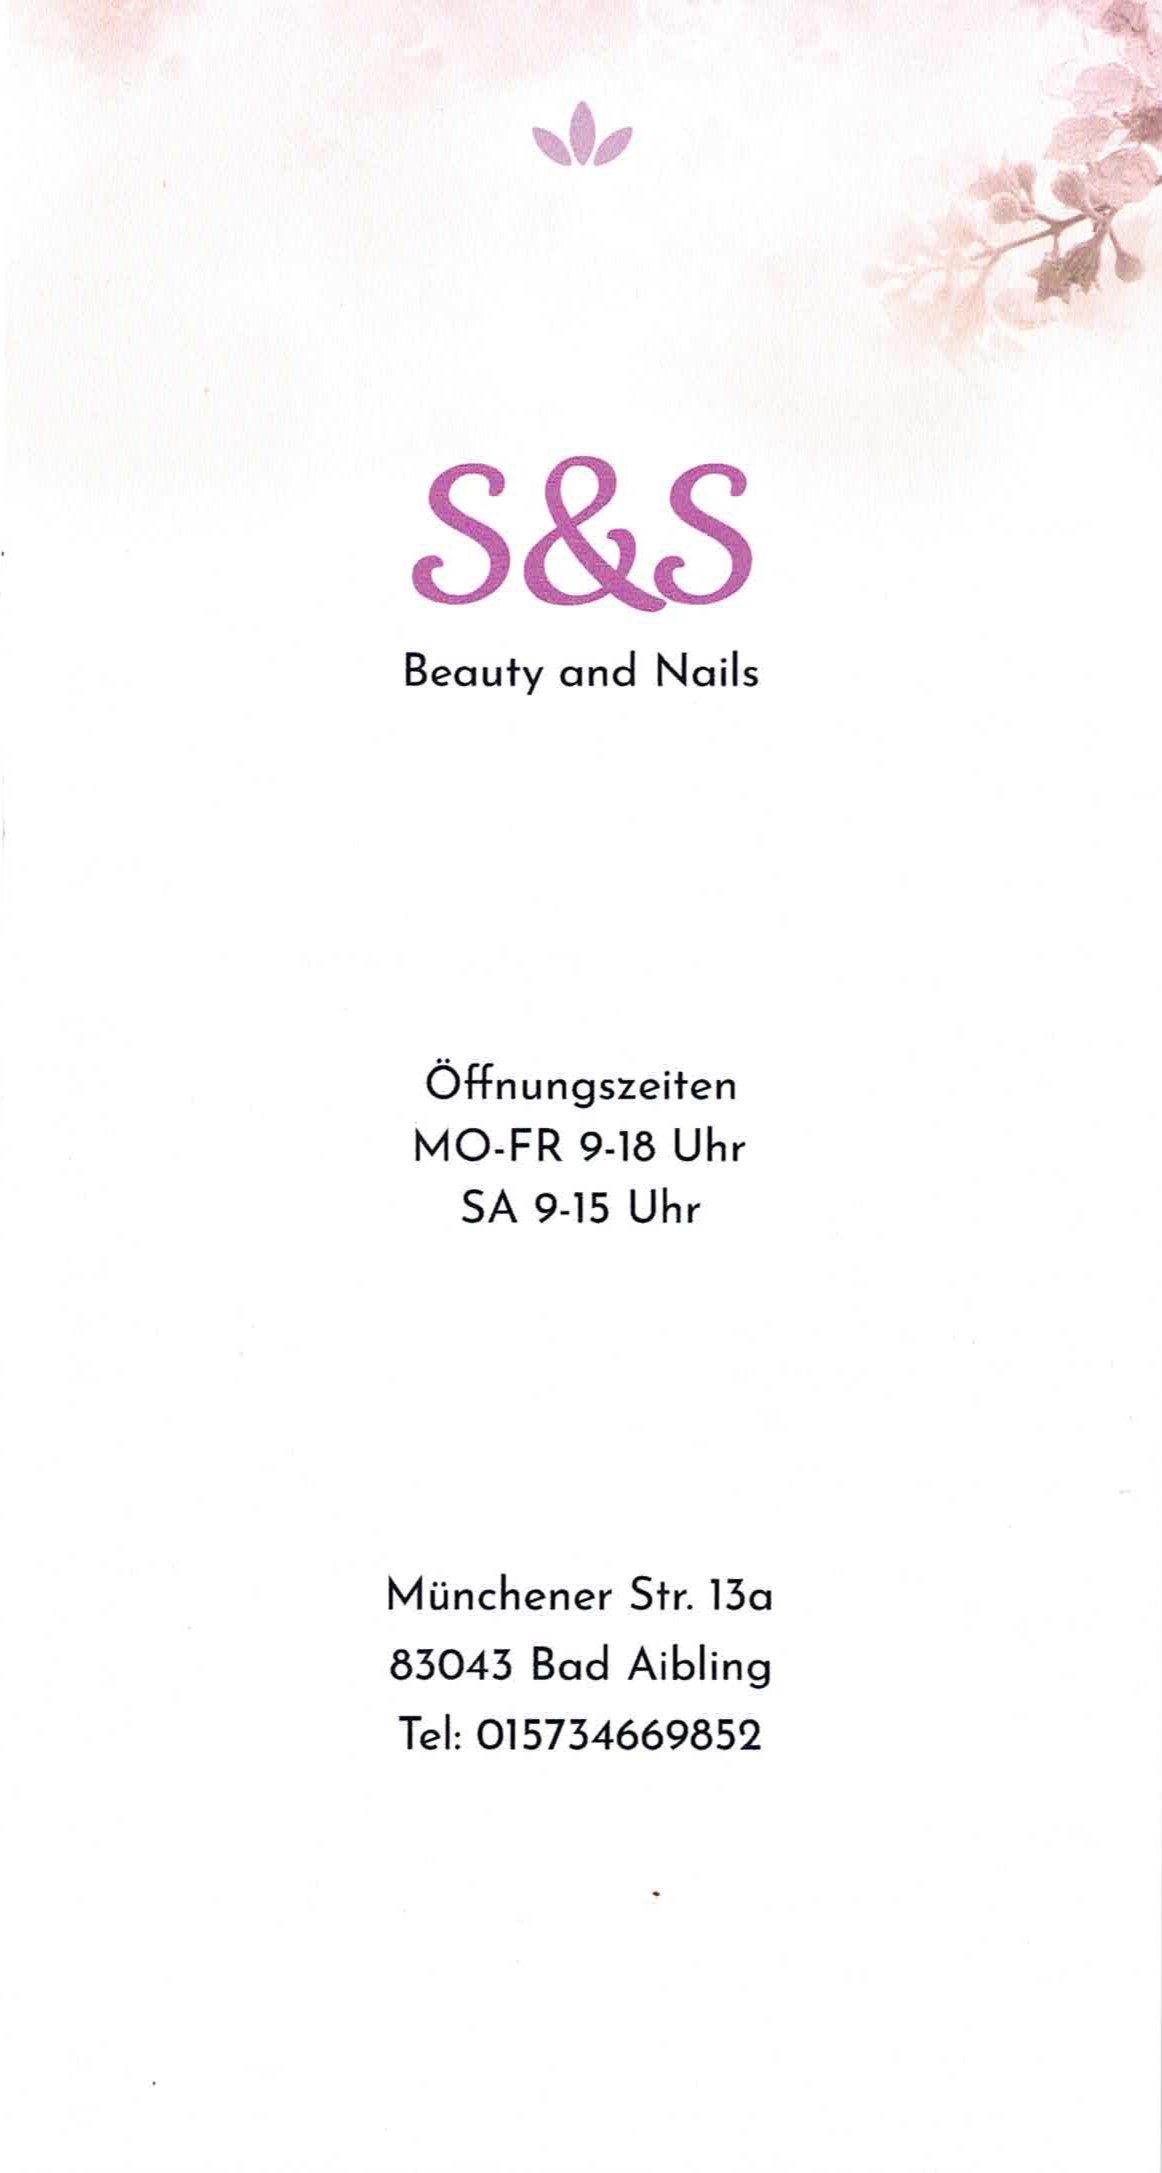 S&S
Beauty and Nails
Öffnungszeiten
MO-FR 9-18 Uhr
SA 9-15 Uhr
Münchener Str. 13a
83043 Bad Aibling
Tel: 015734669852